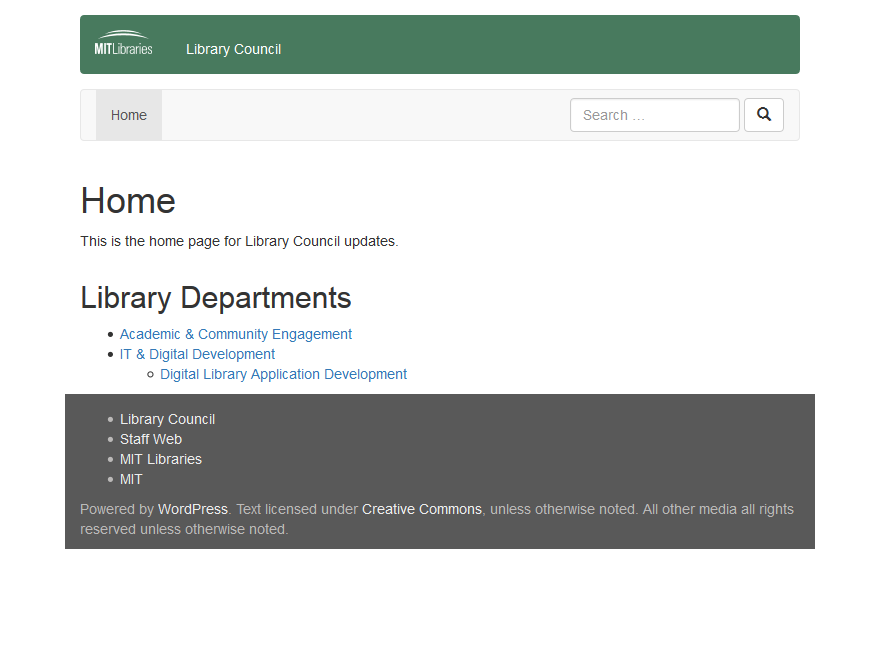 MITLibraries Library Council
Home Search …
Home
This is the home page for Library Council updates.
Library Departments
Academic & Community Engagement
IT & Digital Development
Digital Library Application Development
Library Council
Staff Web
MIT Libraries
MIT
Powered by WordPress. Text licensed under Creative Commons, unless otherwise noted. All other media all rights
reserved unless otherwise noted.